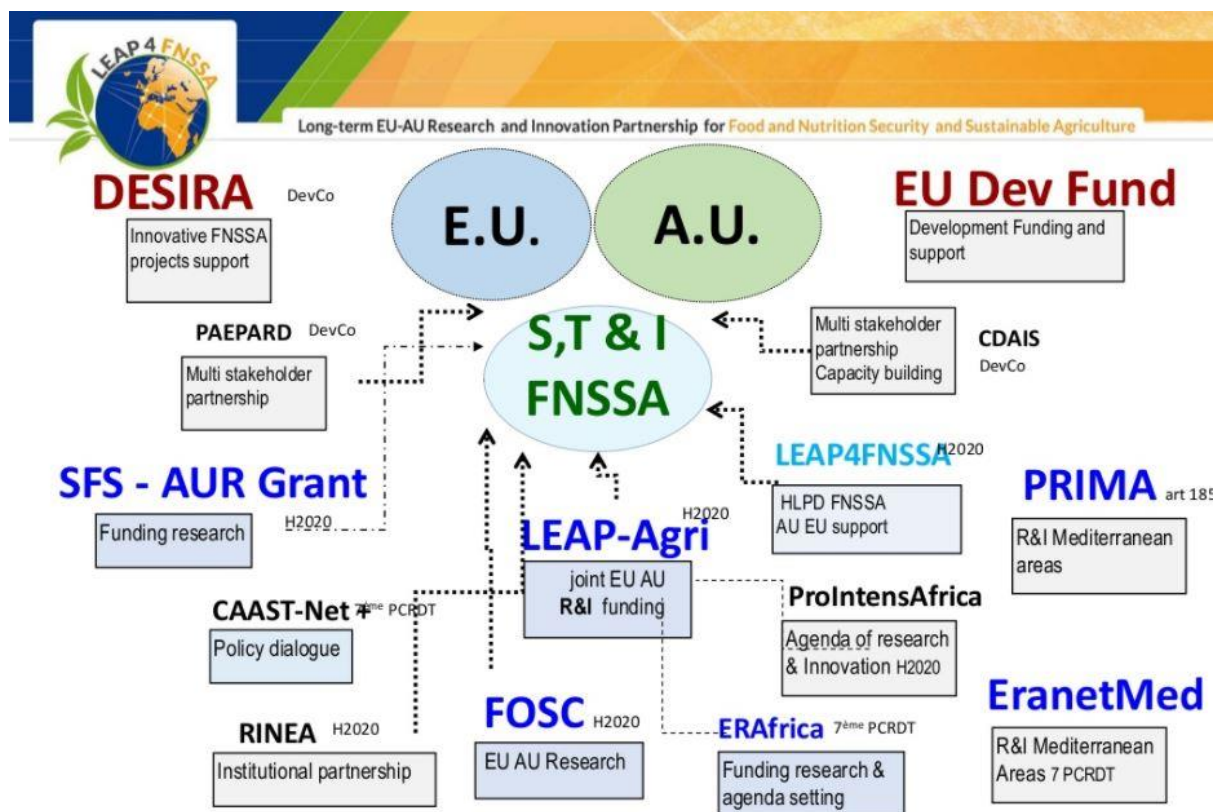 LEAP 4 FNSSA
Long-term EU-AU Research and Innovation Partnership for Food and Nutrition Security and Sustainable Agriculture
DESIRA DevCo
Innovative FNSSA
projects support
E.U.
A.U.
EU Dev Fund
Development Funding and
support
PAEPARD DevCo
Multi stakeholder
partnership
S,T & I
FNSSA
Multi stakeholder
partnership
Capacity building
CDAIS
DevCo
SFS - AUR Grant
H2020
Funding research
LEAP4FNSSA H2020
HLPD FNSSA
AU EU support
PRIMA art 185
R&I Mediterranean
areas
H2020
LEAP-Agri
joint EU AU
R&I funding
CAAST-Net + 7ème PCRDT
Policy dialogue
ProIntensAfrica
Agenda of research
& Innovation H2020
RINEA H2020
Institutional partnership
FOSC H2020
EU AU Research
ERAfrica 7ème PCRDT
Funding research &
agenda setting
EranetMed
R&I Mediterranean
Areas 7 PCRDT